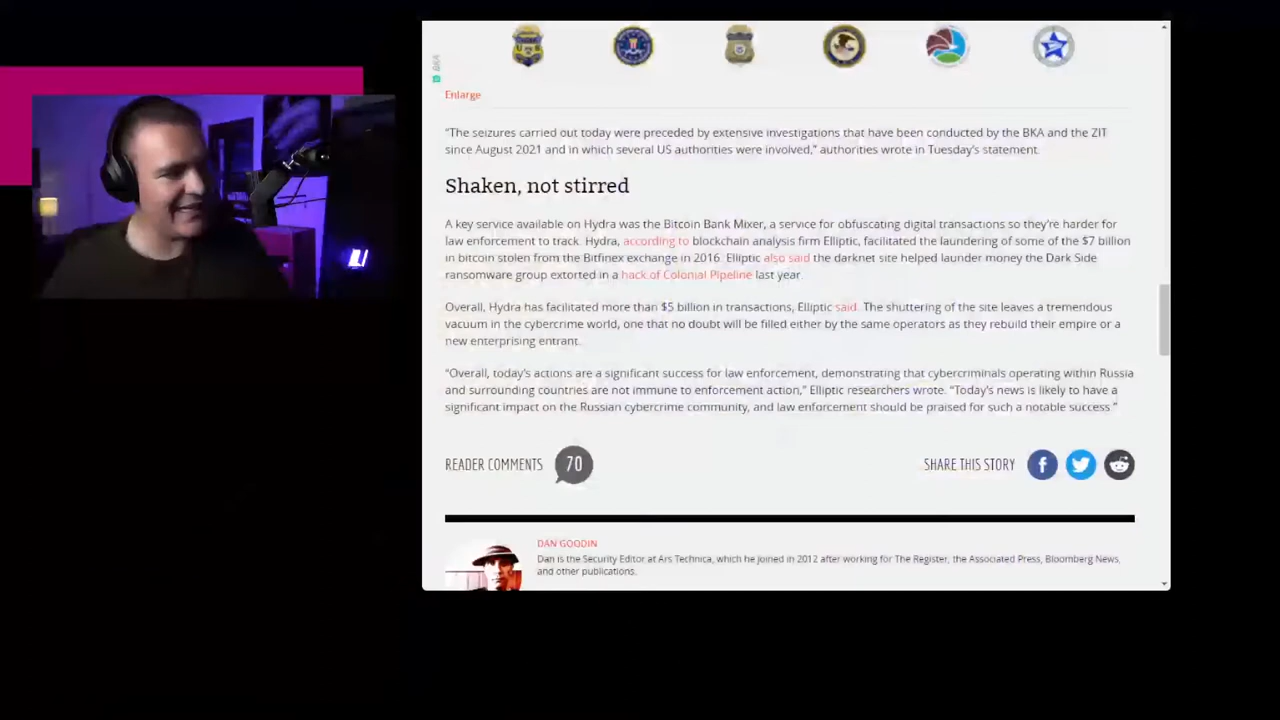 BKA
Enlarge
“The seizures carried out today were preceded by extensive investigations that have been conducted by the BKA and the ZIT
since August 2021 and in which several US authorities were involved,” authorities wrote in Tuesday’s statement.
Shaken, not stirred
A key service available on Hydra was the Bitcoin Bank Mixer, a service for obfuscating digital transactions so they’re harder for
law enforcement to track. Hydra, according to blockchain analysis firm Elliptic, facilitated the laundering of some of the $7 billion
in bitcoin stolen from the Bitfinex exchange in 2016. Elliptic also said the darknet site helped launder money the Dark Side
ransomware group extorted in a hack of Colonial Pipeline last year.
Overall, Hydra has facilitated more than $5 billion in transactions, Elliptic said. The shuttering of the site leaves a tremendous
vacuum in the cybercrime world, one that no doubt will be filled either by the same operators as they rebuild their empire or a
new enterprising entrant.
“Overall, today’s actions are a significant success for law enforcement, demonstrating that cybercriminals operating within Russia
and surrounding countries are not immune to enforcement action,” Elliptic researchers wrote. “Today’s news is likely to have a
significant impact on the Russian cybercrime community, and law enforcement should be praised for such a notable success.”
READER COMMENTS 70 SHARE THIS STORY
DAN GOODIN
Dan is the Security Editor at Ars Technica, which he joined in 2012 after working for The Register, the Associated Press, Bloomberg News,
and other publications.